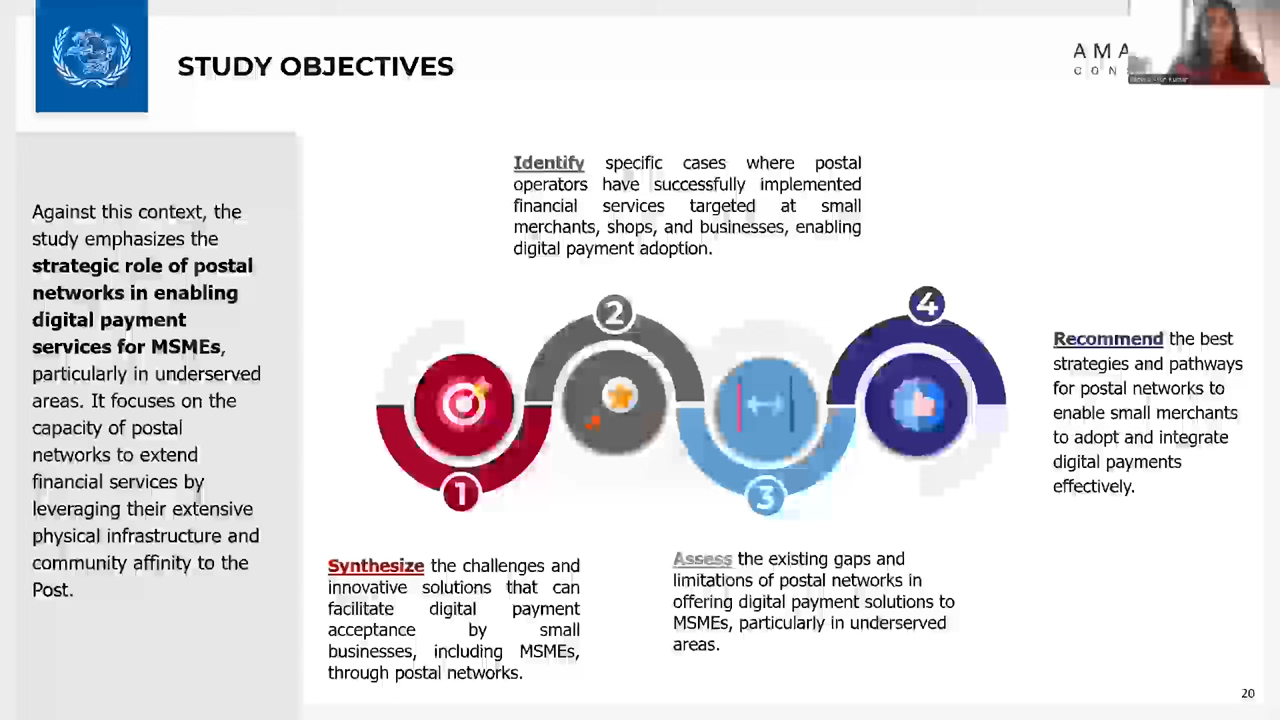 STUDY OBJECTIVES
AMA
CON
Against this context, the
study emphasizes the
strategic role of postal
networks in enabling
digital payment
services for MSMEs,
particularly in underserved
areas. It focuses on the
capacity of postal
networks to extend
financial services by
leveraging their extensive
physical infrastructure and
community affinity to the
Post.
1
Synthesize the challenges and
innovative solutions that can
facilitate digital payment
acceptance by small
businesses, including MSMEs,
through postal networks.
Identify specific cases where postal
operators have successfully implemented
financial services targeted at small
merchants, shops, and businesses, enabling
digital payment adoption.
2
3
Assess the existing gaps and
limitations of postal networks in
offering digital payment solutions to
MSMEs, particularly in underserved
areas.
4
Recommend the best
strategies and pathways
for postal networks to
enable small merchants
to adopt and integrate
digital payments
effectively.
20